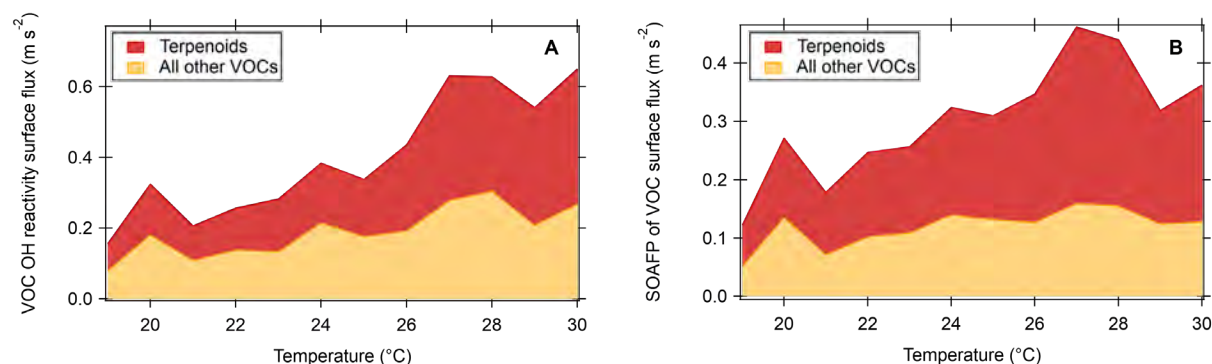 VOC OH reactivity surface flux (m s⁻²)
0.6
0.4
0.2
0.0
Terpenoids
All other VOCs
A
20 22 24 26 28 30
Temperature (°C)
SOAFP of VOC surface flux (m s⁻²)
0.4
0.3
0.2
0.1
0.0
Terpenoids
All other VOCs
B
20 22 24 26 28 30
Temperature (°C)